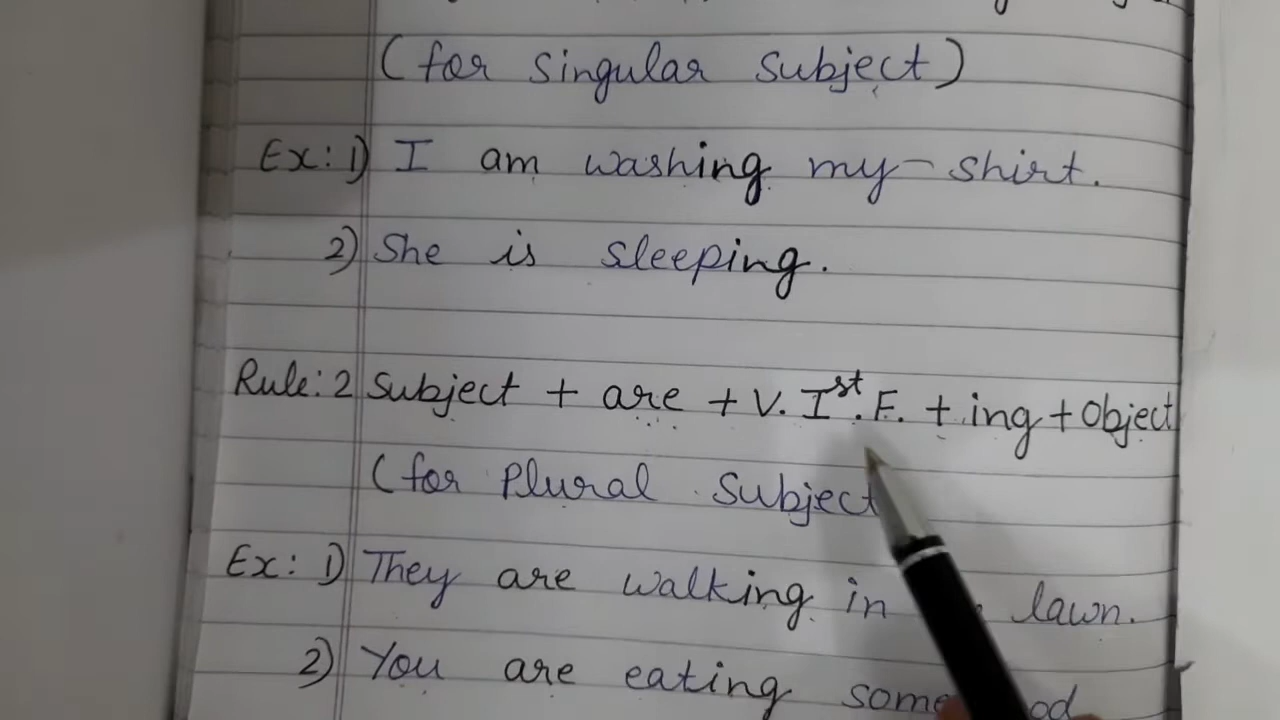 (for Singular Subject)
Ex: 1) I am washing my shirt.
2) She is sleeping.
Rule: 2 Subject + are + V. Ist. F. + ing + Object
(for Plural Subject
Ex: 1) They are walking in lawn.
2) You are eating